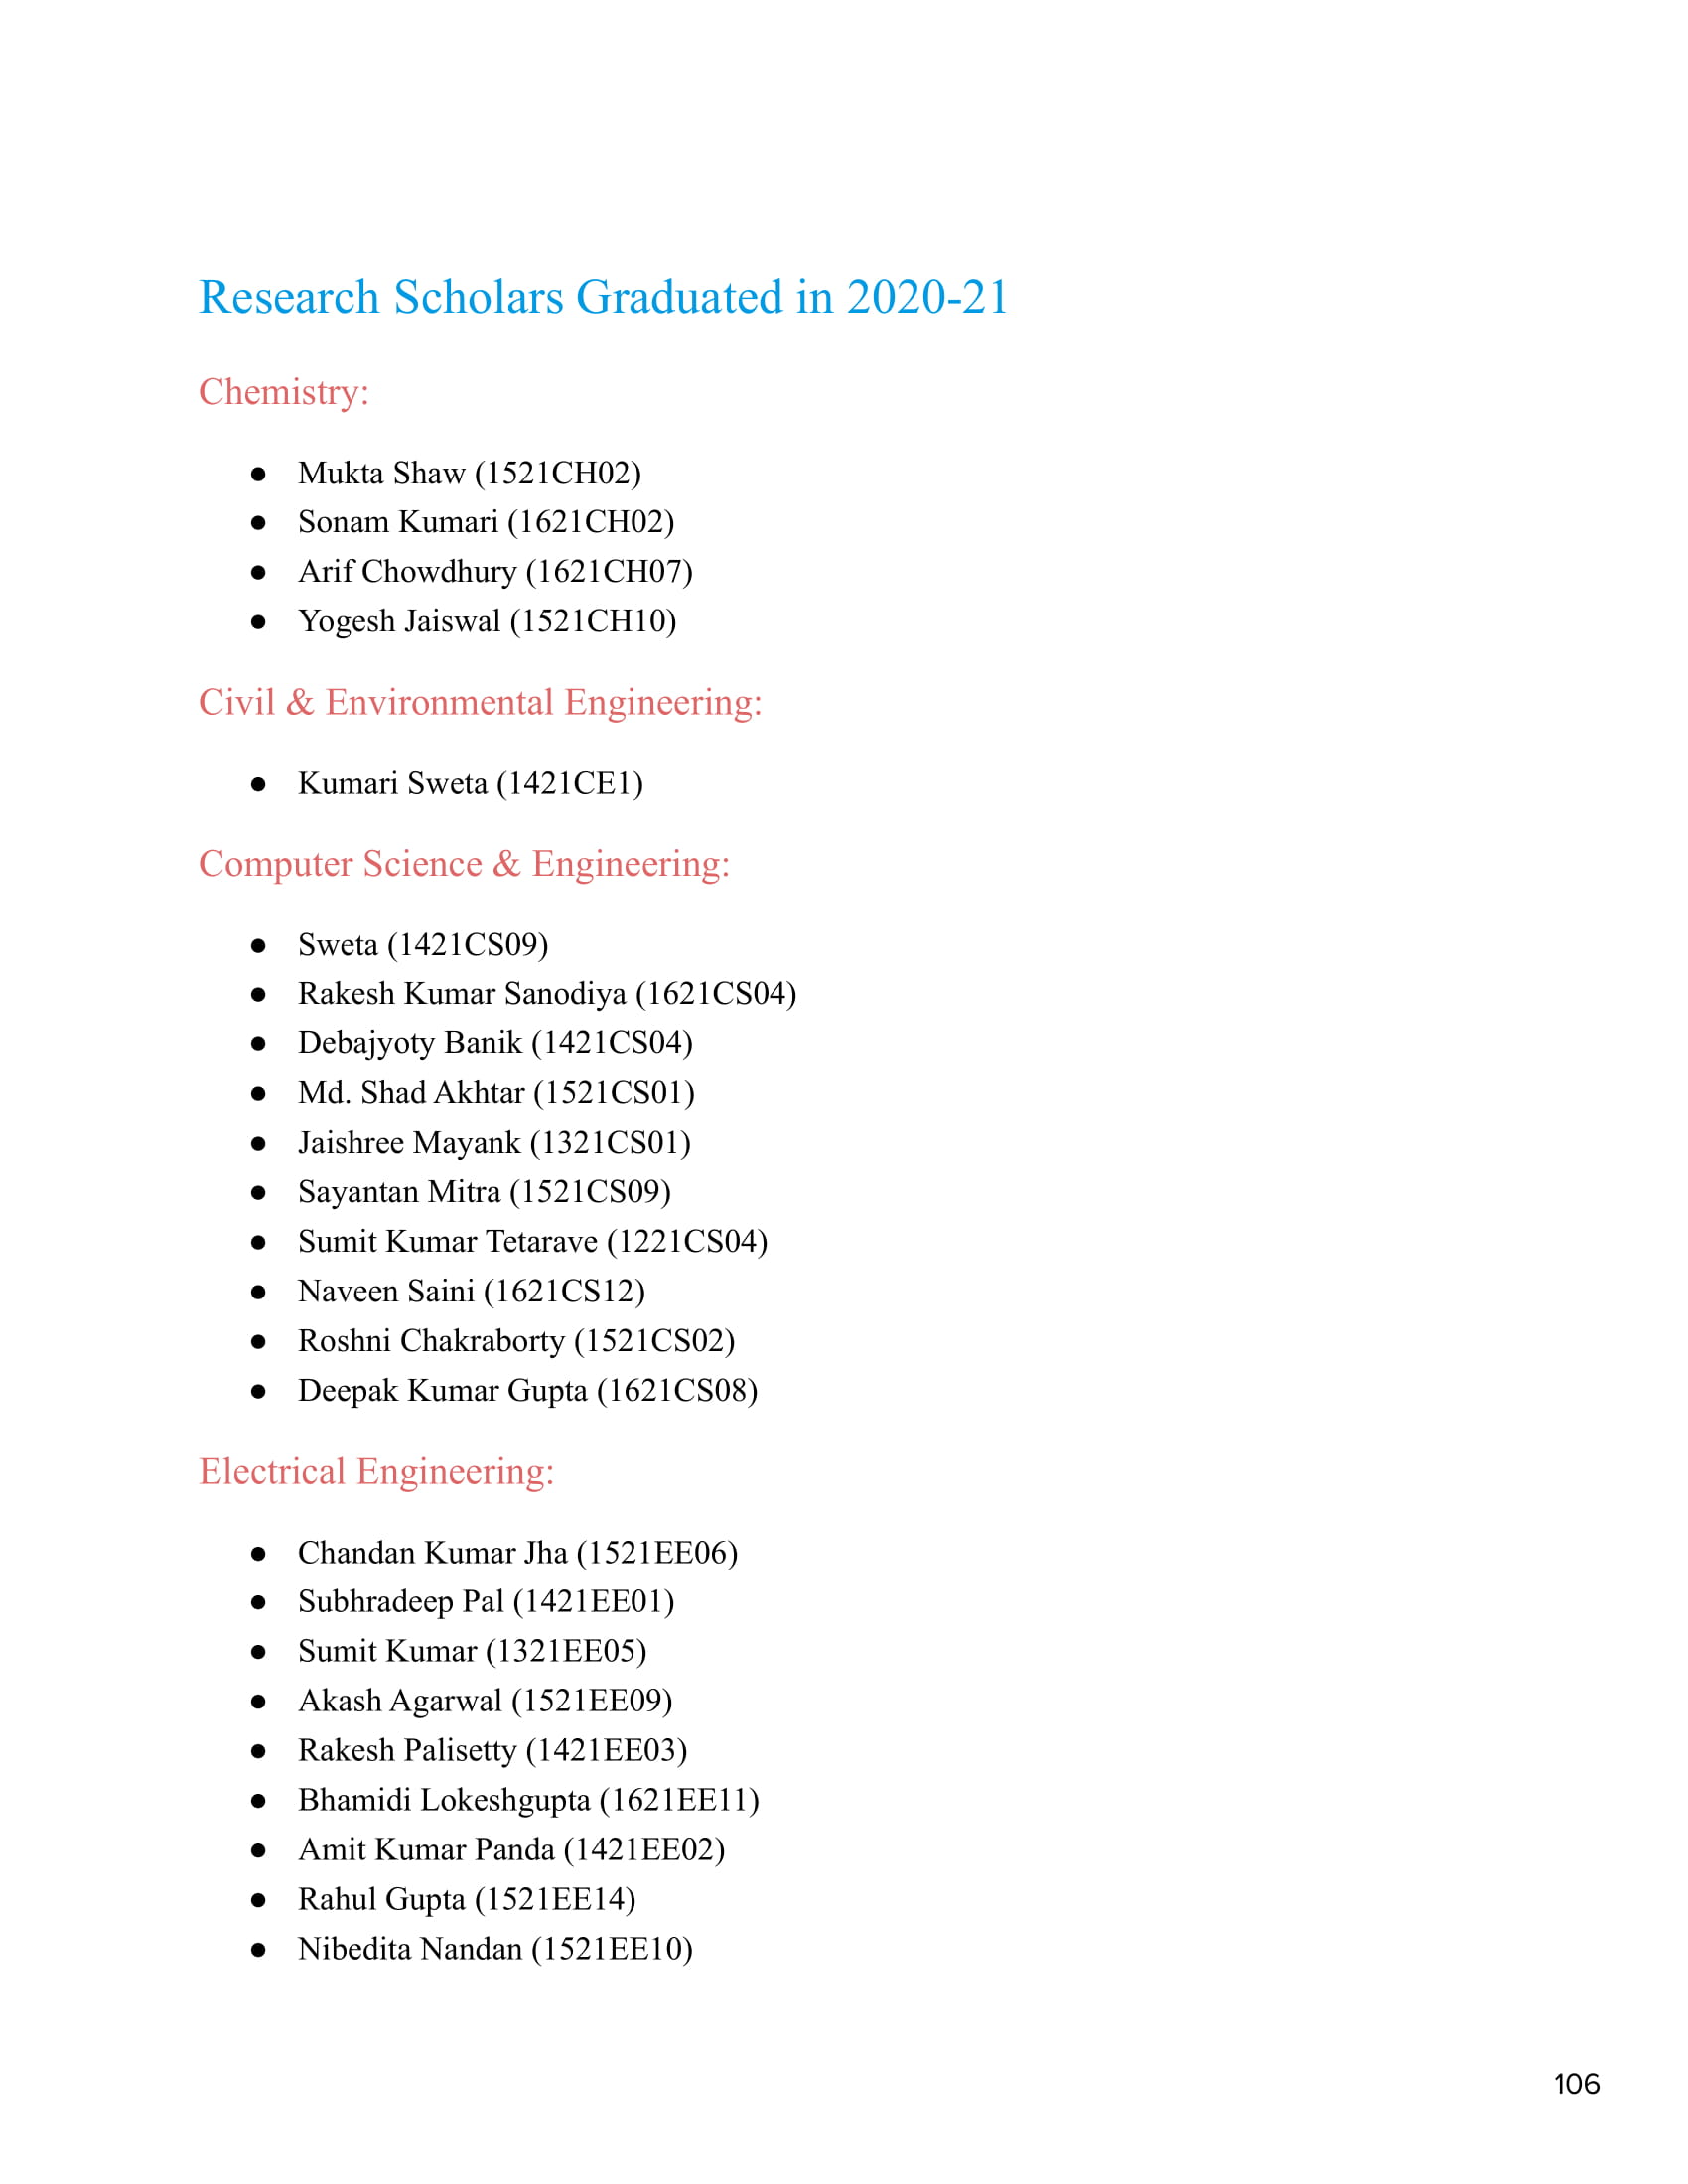 Research Scholars Graduated in 2020-21
Chemistry:
● Mukta Shaw (1521CH02)
● Sonam Kumari (1621CH02)
● Arif Chowdhury (1621CH07)
● Yogesh Jaiswal (1521CH10)
Civil & Environmental Engineering:
● Kumari Sweta (1421CE1)
Computer Science & Engineering:
● Sweta (1421CS09)
● Rakesh Kumar Sanodiya (1621CS04)
● Debajyoty Banik (1421CS04)
● Md. Shad Akhtar (1521CS01)
● Jaishree Mayank (1321CS01)
● Sayantan Mitra (1521CS09)
● Sumit Kumar Tetarave (1221CS04)
● Naveen Saini (1621CS12)
● Roshni Chakraborty (1521CS02)
● Deepak Kumar Gupta (1621CS08)
Electrical Engineering:
● Chandan Kumar Jha (1521EE06)
● Subhradeep Pal (1421EE01)
● Sumit Kumar (1321EE05)
● Akash Agarwal (1521EE09)
● Rakesh Palisetty (1421EE03)
● Bhamidi Lokeshgupta (1621EE11)
● Amit Kumar Panda (1421EE02)
● Rahul Gupta (1521EE14)
● Nibedita Nandan (1521EE10)
106